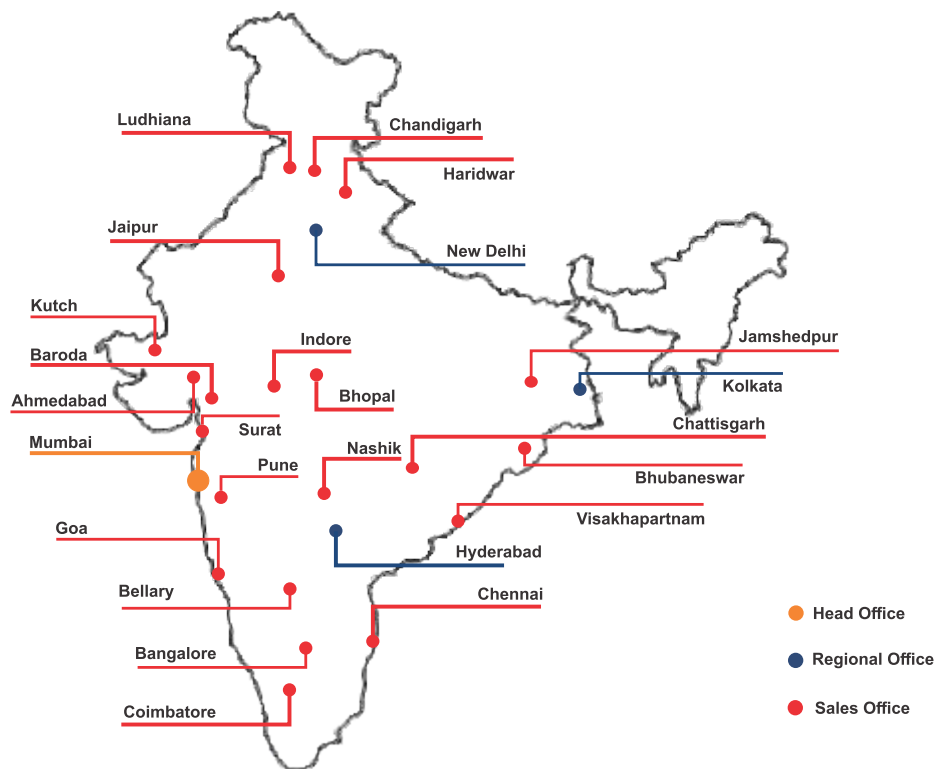 Ludhiana
Chandigarh
Haridwar
Jaipur
New Delhi
Kutch
Indore
Jamshedpur
Baroda
Kolkata
Ahmedabad
Bhopal
Surat
Chattisgarh
Mumbai
Nashik
Pune
Bhubaneswar
Visakhapartnam
Goa
Hyderabad
Bellary
Chennai
Head Office
Bangalore
Regional Office
Coimbatore
Sales Office